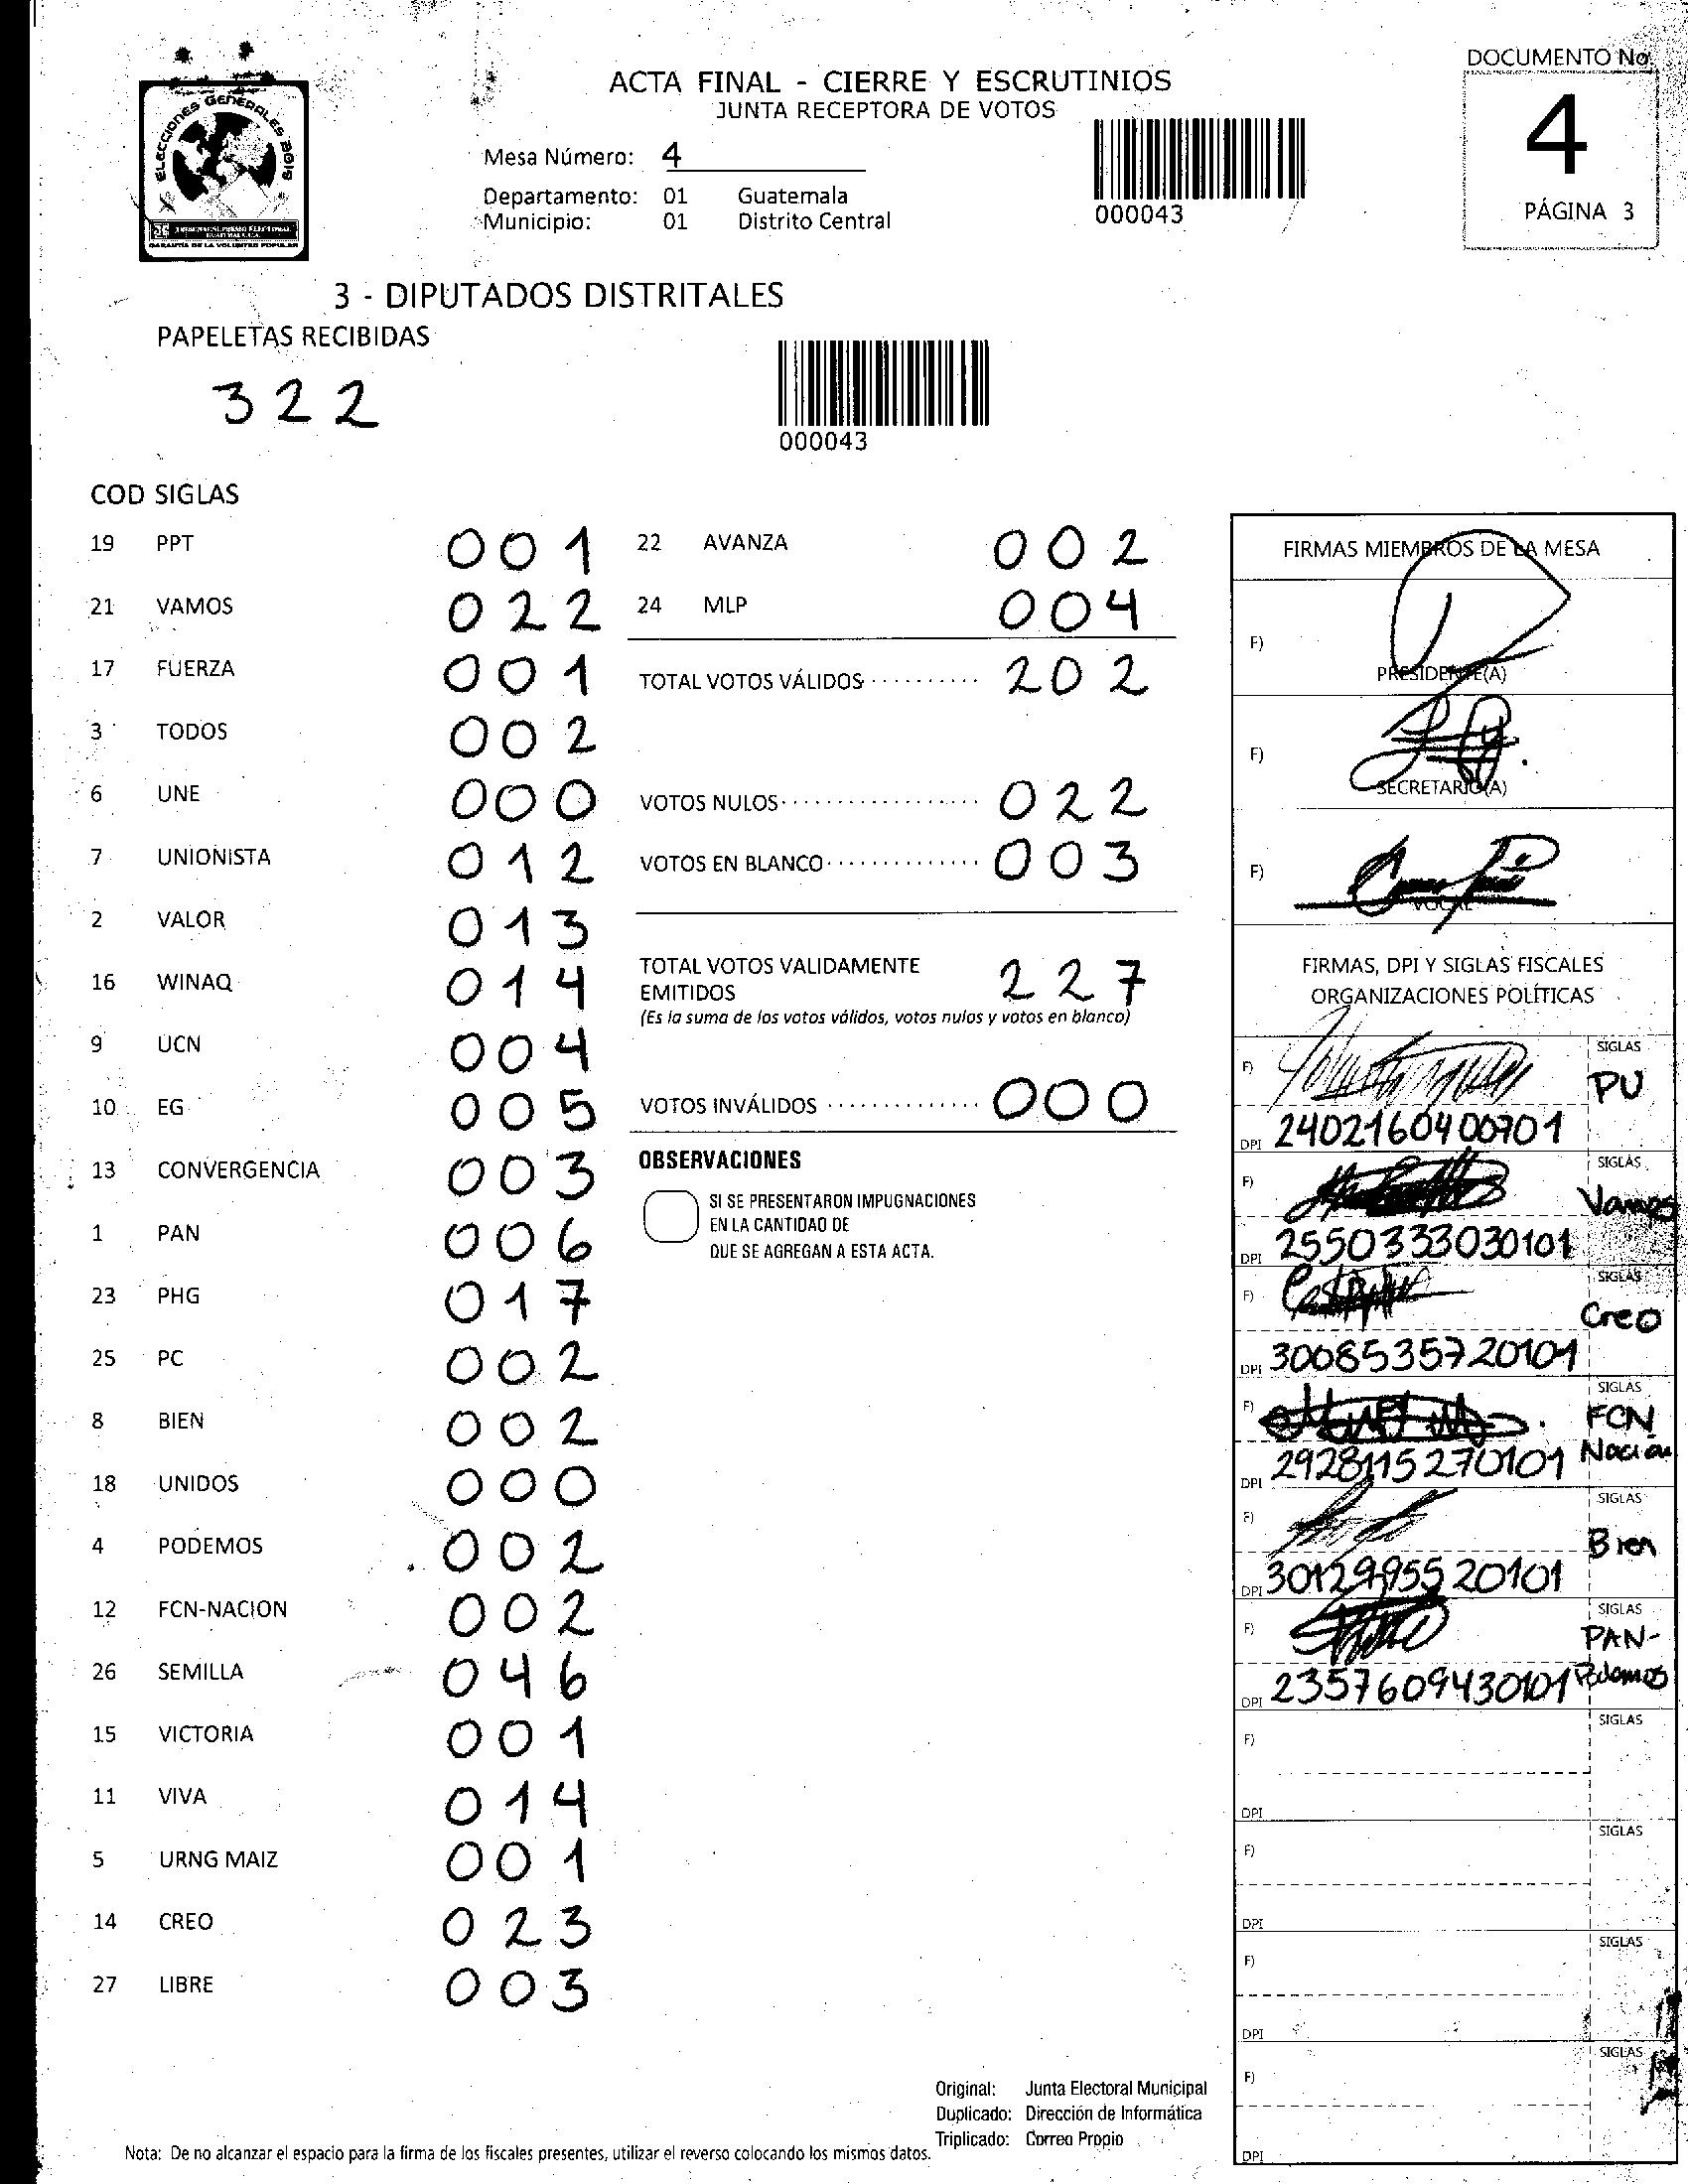 ELECCIONES GENERALES 2019
TRIBUNAL SUPREMO ELECTORAL
GUATEMALA, C.A.
GARANTÍA DE LA VOLUNTAD POPULAR
ACTA FINAL - CIERRE Y ESCRUTINIOS
JUNTA RECEPTORA DE VOTOS
Mesa Número: 4
Departamento: 01 Guatemala
Municipio: 01 Distrito Central
000043
DOCUMENTO No.
4
PÁGINA 3
3 - DIPUTADOS DISTRITALES
PAPELETAS RECIBIDAS
322
000043
COD SIGLAS
19 PPT 001
21 VAMOS 022
17 FUERZA 001
3 TODOS 002
6 UNE 000
7 UNIONISTA 012
2 VALOR 013
16 WINAQ 014
9 UCN 004
10 EG 005
13 CONVERGENCIA 003
1 PAN 006
23 PHG 017
25 PC 002
8 BIEN 002
18 UNIDOS 000
4 PODEMOS 002
12 FCN-NACION 002
26 SEMILLA 046
15 VICTORIA 001
11 VIVA 014
5 URNG MAIZ 001
14 CREO 023
27 LIBRE 003
22 AVANZA 002
24 MLP 004
TOTAL VOTOS VÁLIDOS 202
VOTOS NULOS 022
VOTOS EN BLANCO 003
TOTAL VOTOS VALIDAMENTE
EMITIDOS 227
(Es la suma de los votos válidos, votos nulos y votos en blanco)
VOTOS INVÁLIDOS 000
OBSERVACIONES
SI SE PRESENTARON IMPUGNACIONES
EN LA CANTIDAD DE
QUE SE AGREGAN A ESTA ACTA.
FIRMAS MIEMBROS DE LA MESA
F)
PRESIDENTE(A)
F)
SECRETARIO(A)
F)
VOCAL
FIRMAS, DPI Y SIGLAS FISCALES
ORGANIZACIONES POLÍTICAS
F) SIGLAS
PU
DPI 2402160400701
F) SIGLAS
Vamos
DPI 2550333030101
F) SIGLAS
Creo
DPI 3008535720101
F) SIGLAS
FCN
Nación
DPI 2928115270101
F) SIGLAS
Bien
DPI 3012995520101
F) SIGLAS
PAN-
Podemos
DPI 2357609430101
F) SIGLAS
DPI
F) SIGLAS
DPI
F) SIGLAS
DPI
F) SIGLAS
DPI
Original: Junta Electoral Municipal
Duplicado: Dirección de Informática
Triplicado: Correo Propio
Nota: De no alcanzar el espacio para la firma de los fiscales presentes, utilizar el reverso colocando los mismos datos.